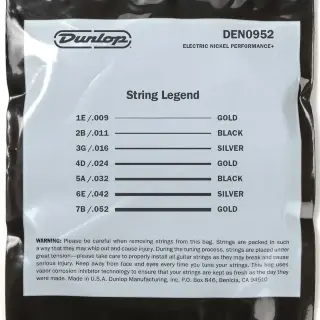 Dunlop
DEN0952
ELECTRIC NICKEL PERFORMANCE+
String Legend
1E/.009 GOLD
2B/.011 BLACK
3G/.016 SILVER
4D/.024 GOLD
5A/.032 BLACK
6E/.042 SILVER
7B/.052 GOLD
WARNING: Please be careful when removing strings from this bag. Strings are packed in such
a way that they may whip out and cause injury. During the tuning process, strings are placed under
great tension—please take care to properly install all guitar strings as they may break and cause
serious injury. Keep away from face and eyes every time you tune your strings. This bag uses
vapor corrosion inhibitor technology to ensure that your strings are kept as fresh as the day they
were made. Made in U.S.A. Dunlop Manufacturing, Inc. P.O. Box 846, Benicia, CA 94510